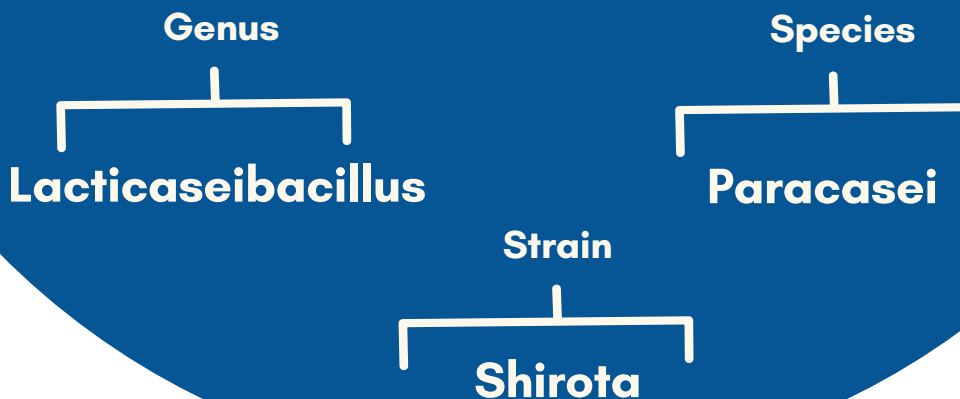 Genus
Species
Lacticaseibacillus
Paracasei
Strain
Shirota